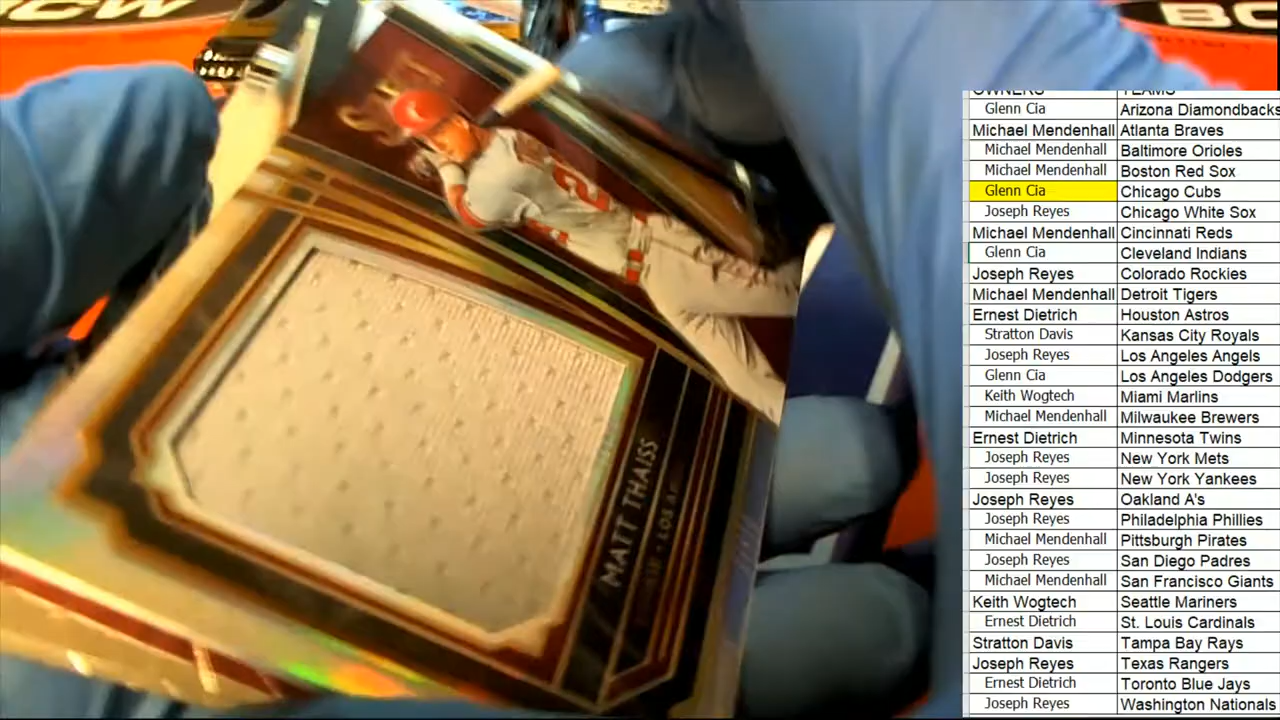 BCW
BC
OWNERS TEAMS
Glenn Cia Arizona Diamondbacks
Michael Mendenhall Atlanta Braves
Michael Mendenhall Baltimore Orioles
Michael Mendenhall Boston Red Sox
Glenn Cia Chicago Cubs
Joseph Reyes Chicago White Sox
Michael Mendenhall Cincinnati Reds
Glenn Cia Cleveland Indians
Joseph Reyes Colorado Rockies
Michael Mendenhall Detroit Tigers
Ernest Dietrich Houston Astros
Stratton Davis Kansas City Royals
Joseph Reyes Los Angeles Angels
Glenn Cia Los Angeles Dodgers
Keith Wogtech Miami Marlins
Michael Mendenhall Milwaukee Brewers
Ernest Dietrich Minnesota Twins
Joseph Reyes New York Mets
Joseph Reyes New York Yankees
Joseph Reyes Oakland A's
Joseph Reyes Philadelphia Phillies
Michael Mendenhall Pittsburgh Pirates
Joseph Reyes San Diego Padres
Michael Mendenhall San Francisco Giants
Keith Wogtech Seattle Mariners
Ernest Dietrich St. Louis Cardinals
Stratton Davis Tampa Bay Rays
Joseph Reyes Texas Rangers
Ernest Dietrich Toronto Blue Jays
Joseph Reyes Washington Nationals
2
MATT THAISS